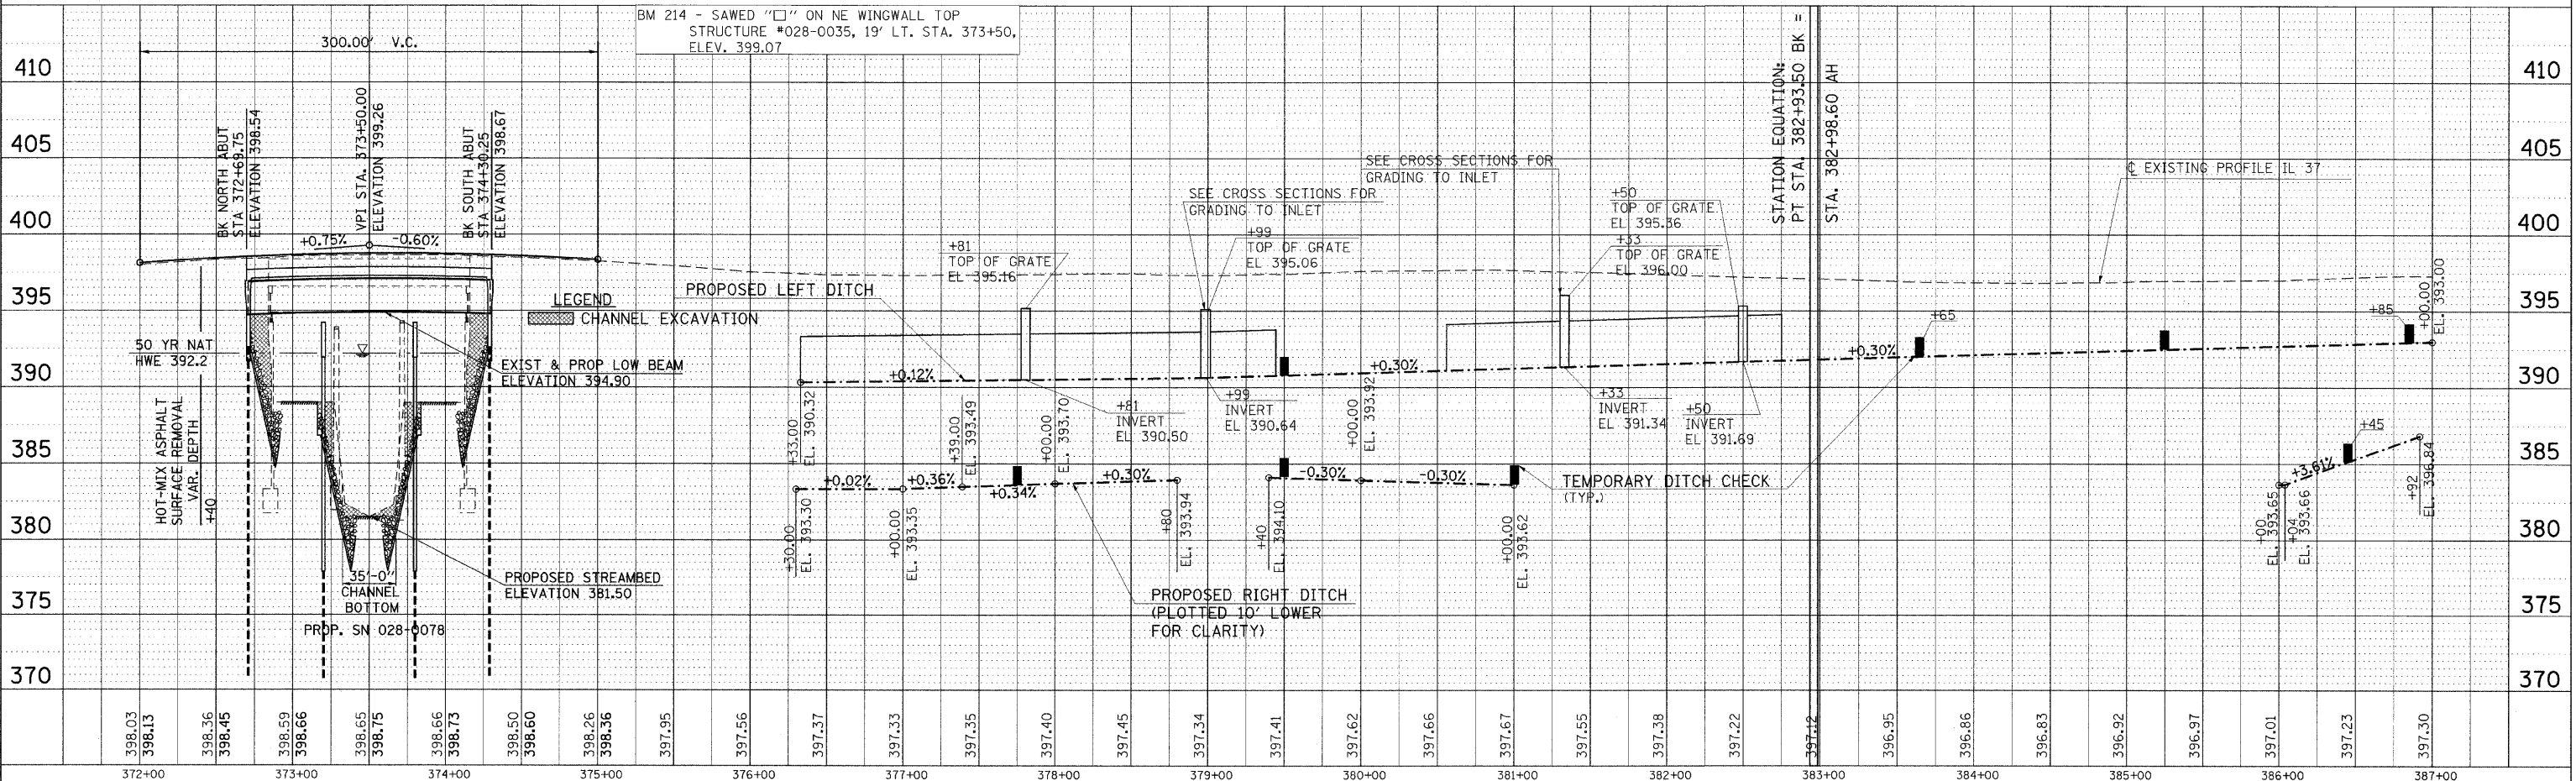 BM 214 - SAWED "□" ON NE WINGWALL TOP
STRUCTURE #028-0035, 19' LT. STA. 373+50,
ELEV. 399.07
300.00' V.C.
410
405
400
395
390
385
380
375
370
BK NORTH ABUT
STA 372+69.75
ELEVATION 398.54
VPI STA. 373+50.00
ELEVATION 399.26
BK SOUTH ABUT
STA 374+30.25
ELEVATION 398.67
+0.75%
-0.60%
LEGEND
CHANNEL EXCAVATION
50 YR NAT
HWE 392.2
EXIST & PROP LOW BEAM
ELEVATION 394.90
HOT-MIX ASPHALT
SURFACE REMOVAL
VAR. DEPTH
+40
35'-0"
CHANNEL
BOTTOM
PROPOSED STREAMBED
ELEVATION 381.50
PROP. SN 028-0078
PROPOSED LEFT DITCH
+81
TOP OF GRATE
EL 395.16
SEE CROSS SECTIONS FOR
GRADING TO INLET
+99
TOP OF GRATE
EL 395.06
SEE CROSS SECTIONS FOR
GRADING TO INLET
+50
TOP OF GRATE
EL 395.36
+33
TOP OF GRATE
EL 396.00
STATION EQUATION:
PT STA. 382+93.50 BK =
STA. 382+98.60 AH
℄ EXISTING PROFILE IL 37
+0.12%
+0.30%
+0.30%
+65
+85
+00.00
EL. 393.00
+33.00
EL. 390.32
+81
INVERT
EL 390.50
+99
INVERT
EL 390.64
+33
INVERT
EL 391.34
+50
INVERT
EL 391.69
+39.00
EL. 393.49
+00.00
EL. 393.70
+00.00
EL. 393.92
+0.02%
+0.36%
+0.34%
+0.30%
-0.30%
-0.30%
+30.00
EL. 393.30
+00.00
EL. 393.35
+80
EL. 393.94
+40
EL. 394.10
+00.00
EL. 393.62
TEMPORARY DITCH CHECK
(TYP.)
PROPOSED RIGHT DITCH
(PLOTTED 10' LOWER
FOR CLARITY)
+45
+3.61%
+00
EL. 393.65
+04
EL. 393.66
+92
EL. 396.84
410
405
400
395
390
385
380
375
370
398.03
398.13
398.36
398.45
398.59
398.66
398.65
398.75
398.66
398.73
398.50
398.60
398.26
398.36
397.95
397.56
397.37
397.33
397.35
397.40
397.45
397.34
397.41
397.62
397.66
397.67
397.55
397.38
397.22
397.12
396.95
396.86
396.83
396.92
396.97
397.01
397.23
397.30
372+00
373+00
374+00
375+00
376+00
377+00
378+00
379+00
380+00
381+00
382+00
383+00
384+00
385+00
386+00
387+00